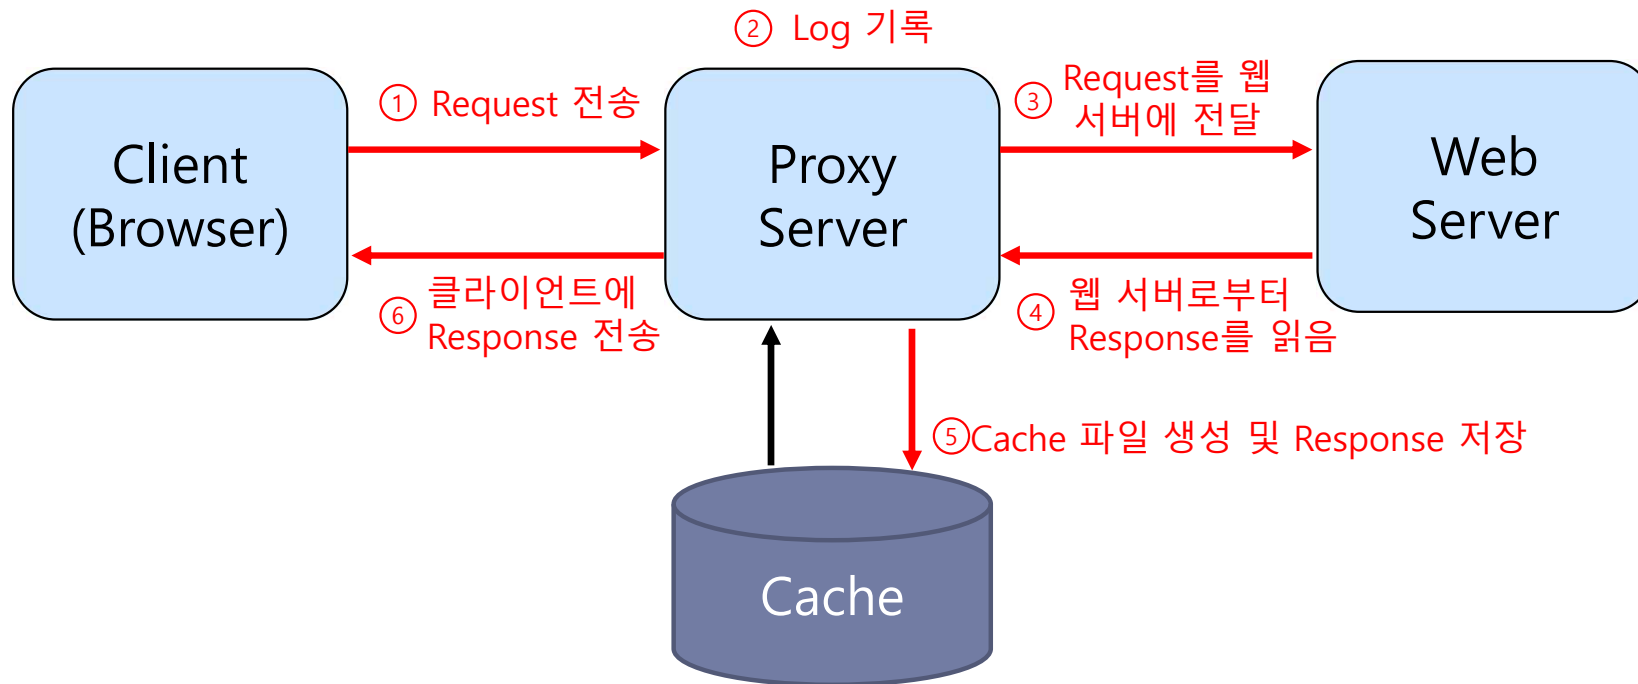 ② Log 기록
Client
(Browser)
① Request 전송
Proxy
Server
③ Request를 웹
서버에 전달
Web
Server
⑥ 클라이언트에
Response 전송
④ 웹 서버로부터
Response를 읽음
⑤Cache 파일 생성 및 Response 저장
Cache